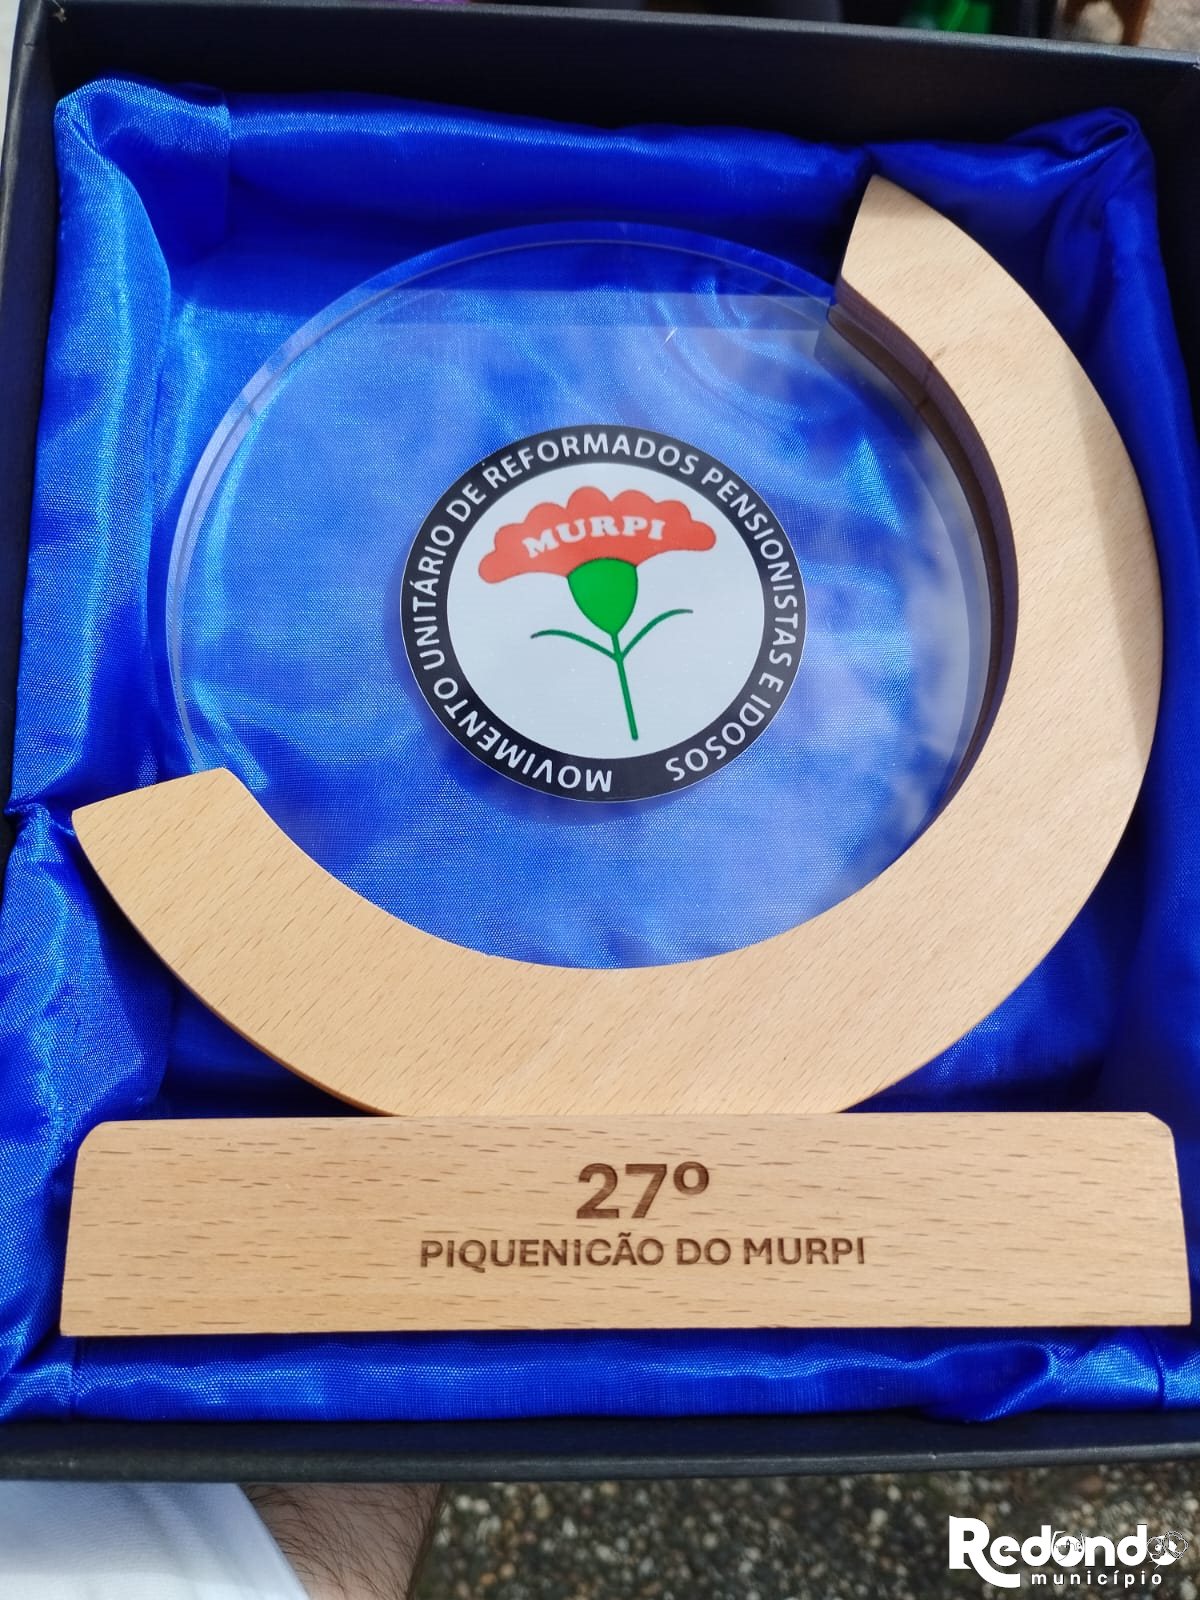 MOVIMENTO UNITÁRIO DE REFORMADOS PENSIONISTAS E IDOSOS
MURPI
27º
PIQUENICÃO DO MURPI
Redondo
município